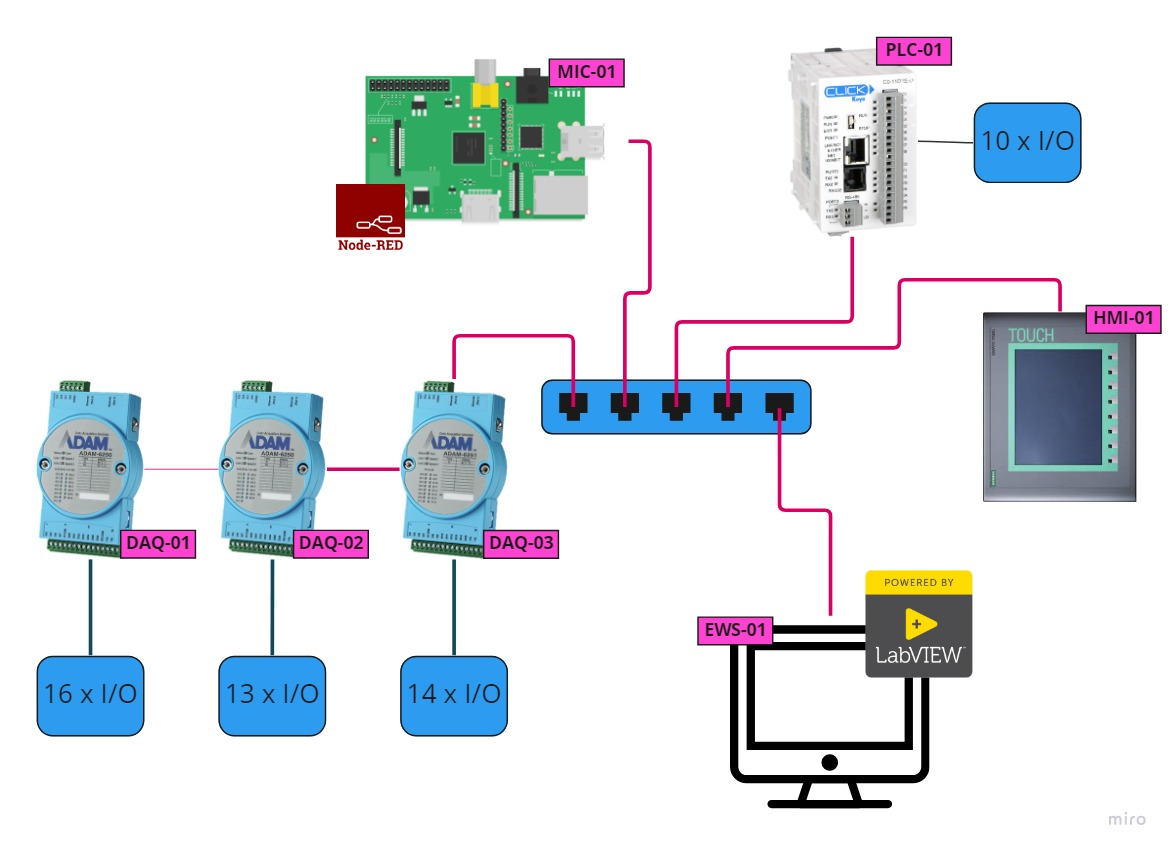 MIC-01
PLC-01
CLICK
Koyo
10 x I/O
Node-RED
HMI-01
TOUCH
ADAM
ADAM
ADAM
DAQ-01
DAQ-02
DAQ-03
16 x I/O
13 x I/O
14 x I/O
POWERED BY
LabVIEW
EWS-01
miro